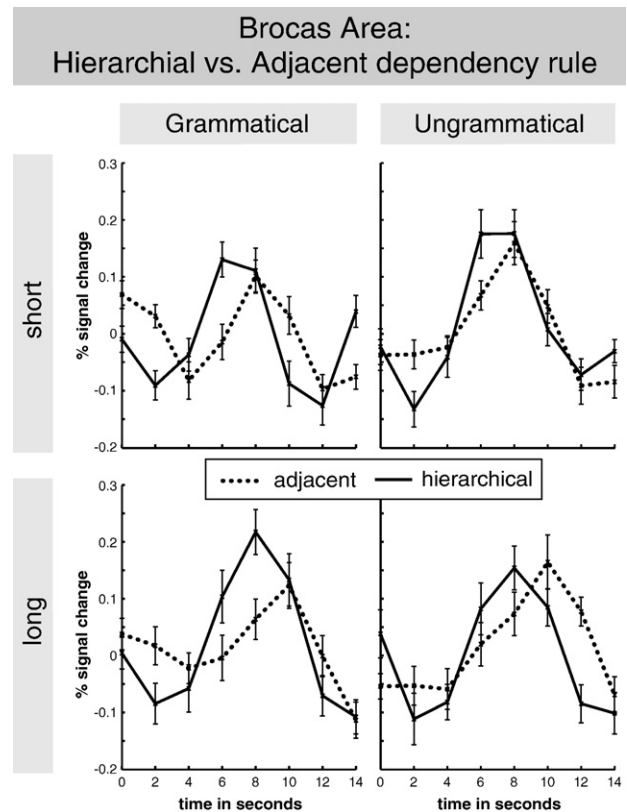 Brocas Area:
Hierarchial vs. Adjacent dependency rule
Grammatical
Ungrammatical
short
% signal change
0.3
0.2
0.1
0
-0.1
-0.2
adjacent
hierarchical
long
% signal change
0.3
0.2
0.1
0
-0.1
-0.2
0 2 4 6 8 10 12 14
0 2 4 6 8 10 12 14
time in seconds
time in seconds